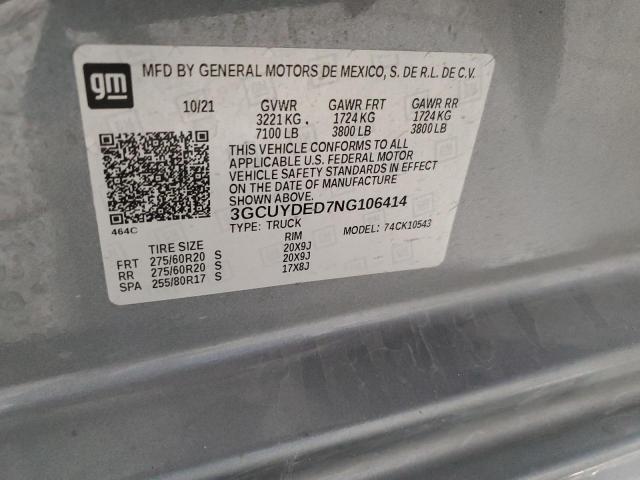 gm MFD BY GENERAL MOTORS DE MEXICO, S. DE R.L. DE C.V.
10/21 GVWR GAWR FRT GAWR RR
3221 KG 1724 KG 1724 KG
7100 LB 3800 LB 3800 LB
THIS VEHICLE CONFORMS TO ALL
APPLICABLE U.S. FEDERAL MOTOR
VEHICLE SAFETY STANDARDS IN EFFECT
ON THE DATE OF MANUFACTURE
SHOWN ABOVE.
464C 3GCUYDED7NG106414
TYPE: TRUCK MODEL: 74CK10543
TIRE SIZE RIM
FRT 275/60R20 S 20X9J
RR 275/60R20 S 20X9J
SPA 255/80R17 S 17X8J